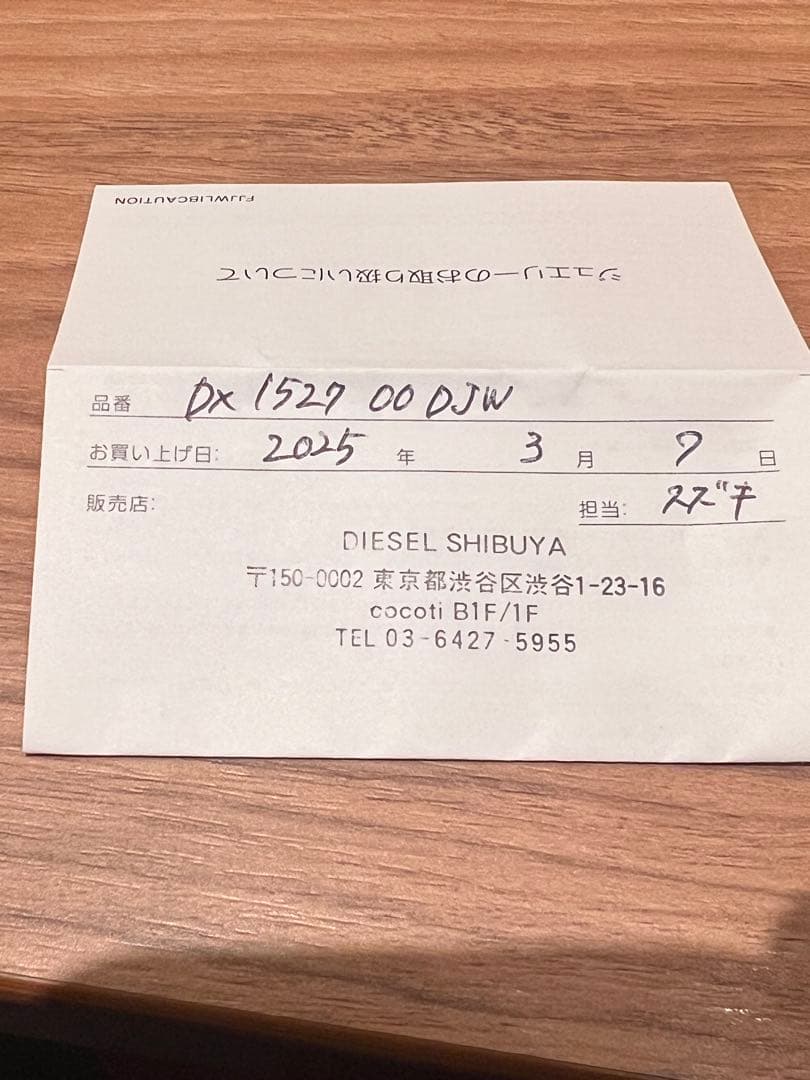 FJJWLIBCAUTION
ジュエリーのお取り扱いについて
品番 DX 1527 00 DJW
お買い上げ日: 2025 年 3 月 7 日
販売店: 担当: スズキ
DIESEL SHIBUYA
〒150-0002 東京都渋谷区渋谷1-23-16
cocoti B1F/1F
TEL 03-6427-5955